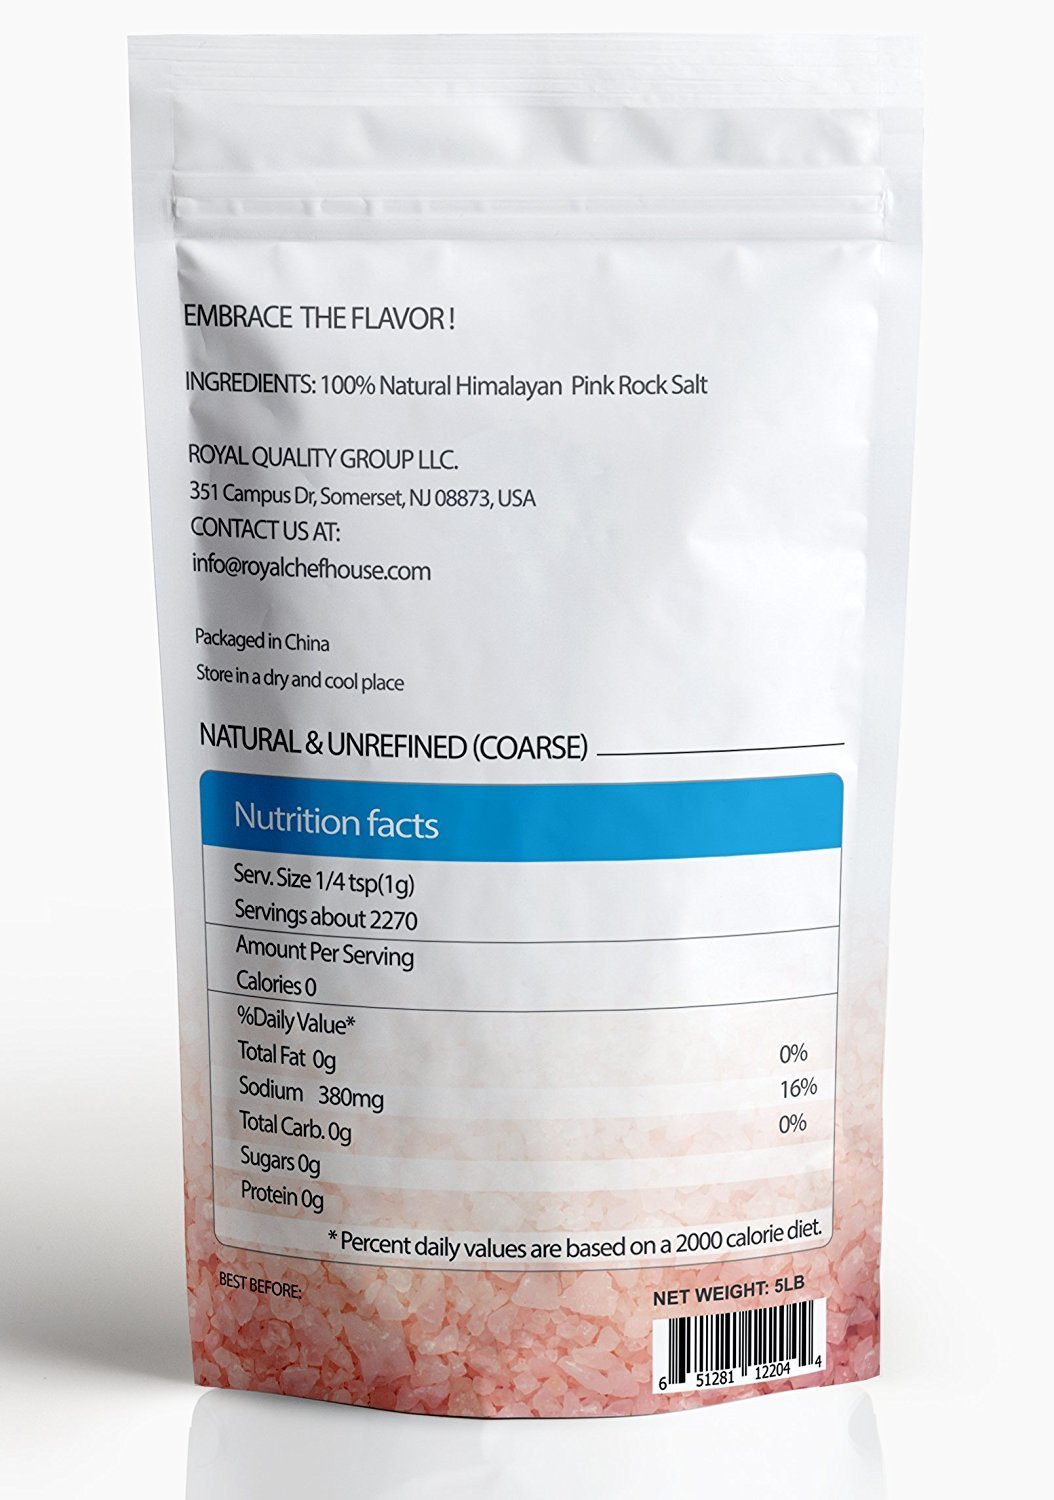 EMBRACE THE FLAVOR !
INGREDIENTS: 100% Natural Himalayan Pink Rock Salt
ROYAL QUALITY GROUP LLC.
351 Campus Dr, Somerset, NJ 08873, USA
CONTACT US AT:
info@royalchefhouse.com
Packaged in China
Store in a dry and cool place
NATURAL & UNREFINED (COARSE)
Nutrition facts
Serv. Size 1/4 tsp(1g)
Servings about 2270
Amount Per Serving
Calories 0
%Daily Value*
Total Fat 0g 0%
Sodium 380mg 16%
Total Carb. 0g 0%
Sugars 0g
Protein 0g
* Percent daily values are based on a 2000 calorie diet.
BEST BEFORE:
NET WEIGHT: 5LB
6 51281 12204 4